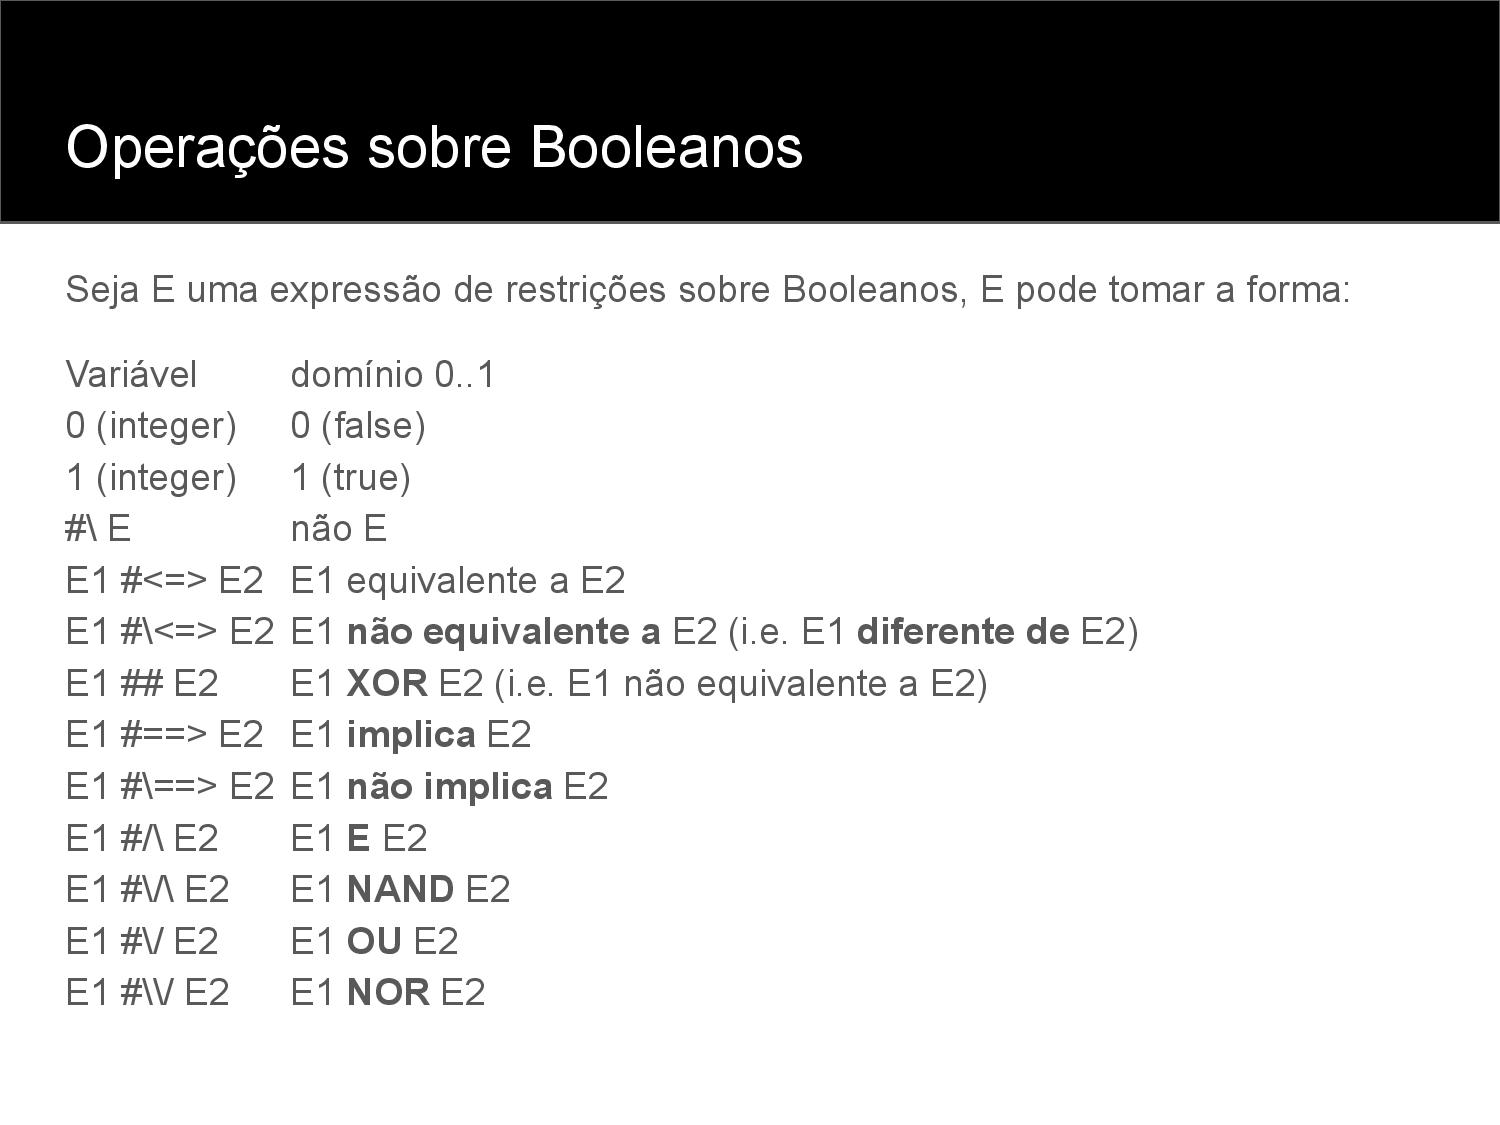 Operações sobre Booleanos
Seja E uma expressão de restrições sobre Booleanos, E pode tomar a forma:
Variável domínio 0..1
0 (integer) 0 (false)
1 (integer) 1 (true)
#\ E não E
E1 #<=> E2 E1 equivalente a E2
E1 #\<=> E2 E1 não equivalente a E2 (i.e. E1 diferente de E2)
E1 ## E2 E1 XOR E2 (i.e. E1 não equivalente a E2)
E1 #==> E2 E1 implica E2
E1 #\==> E2 E1 não implica E2
E1 #/\ E2 E1 E E2
E1 #\/\ E2 E1 NAND E2
E1 #\/ E2 E1 OU E2
E1 #\\/ E2 E1 NOR E2